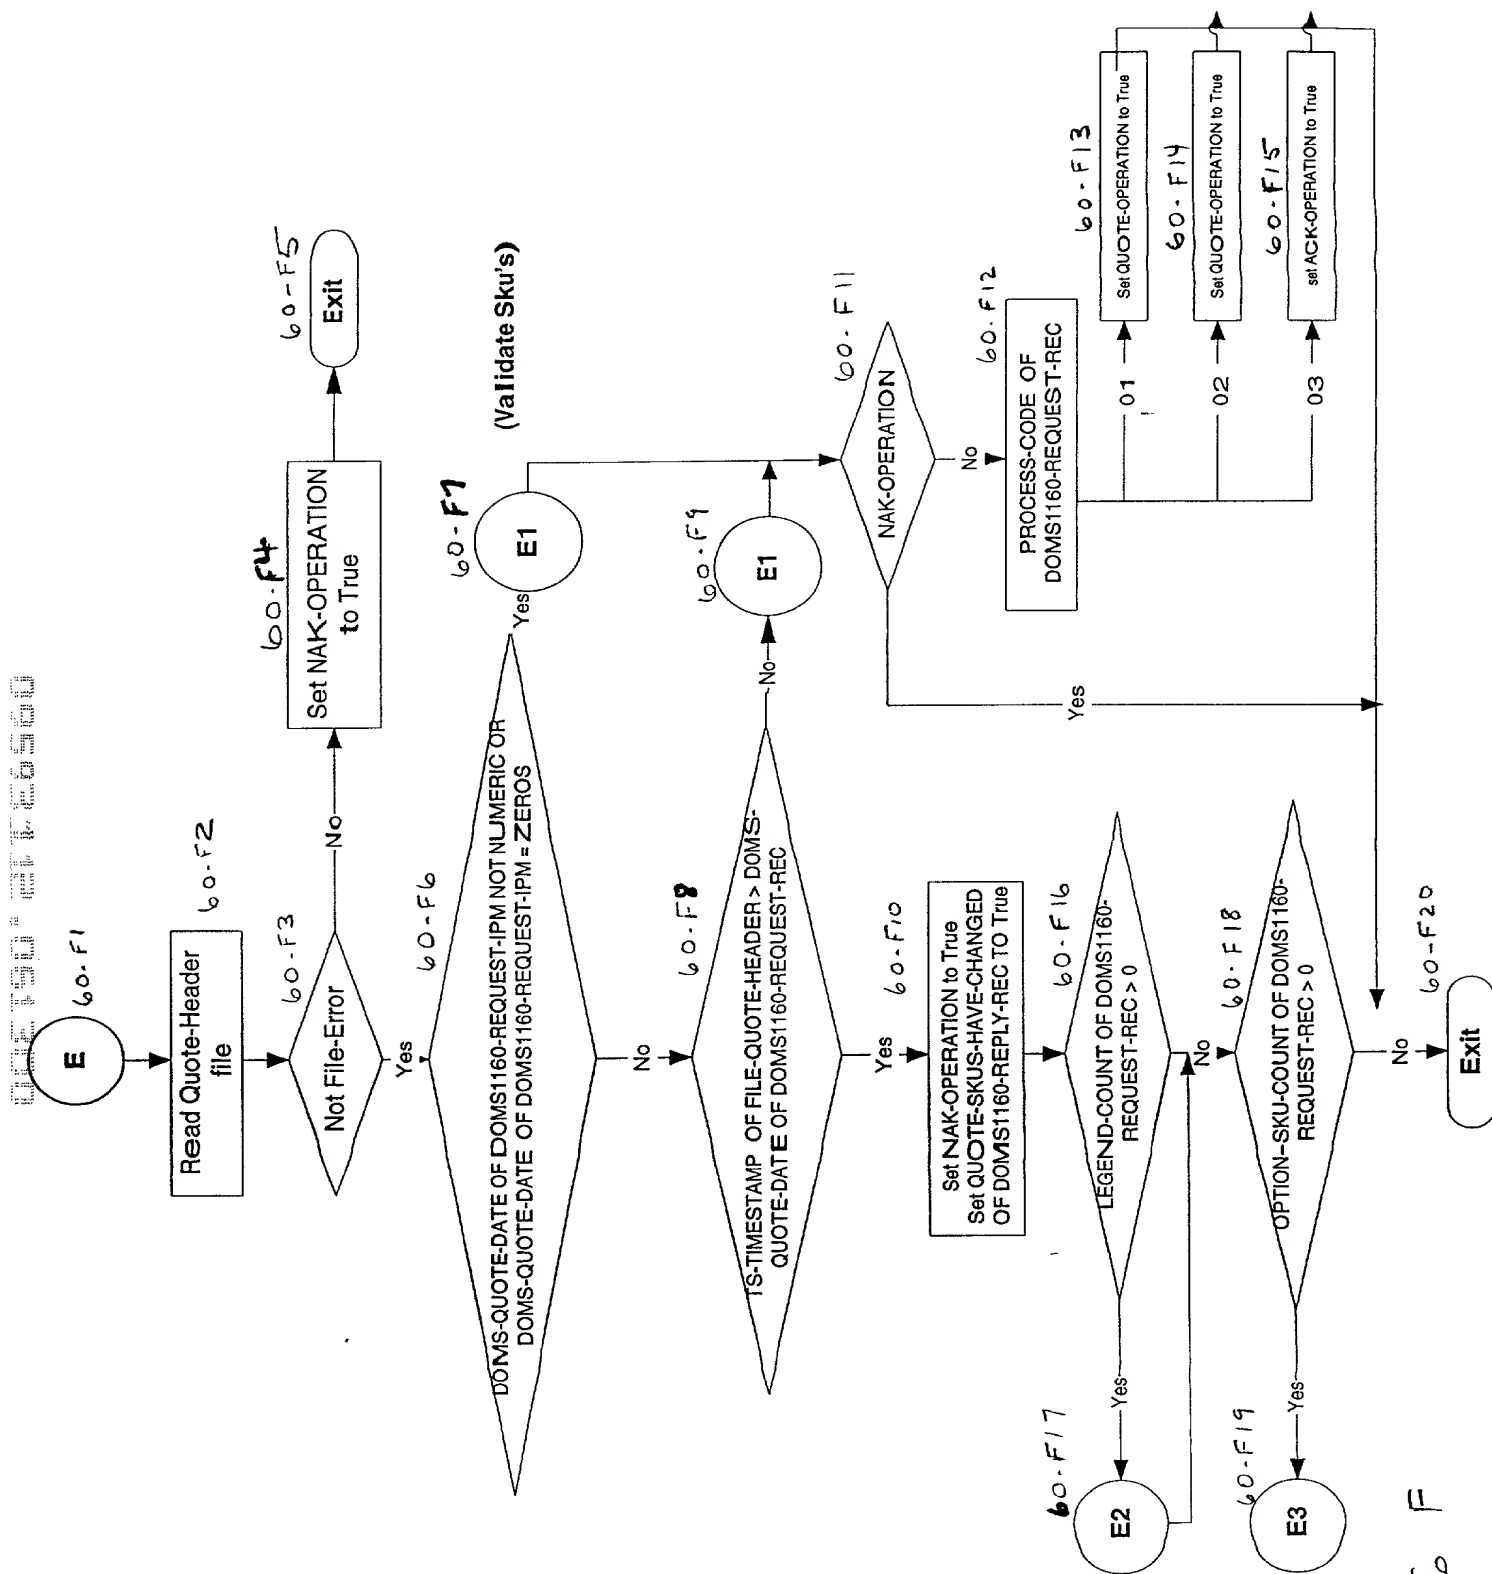 60-F1
E
Read Quote-Header
file
60-F2
60-F3
Not File-Error
No
Yes
60-F4
Set NAK-OPERATION
to True
60-F5
Exit
60-F6
DOMS-QUOTE-DATE OF DOMS1160-REQUEST-IPM NOT NUMERIC OR
DOMS-QUOTE-DATE OF DOMS1160-REQUEST-IPM = ZEROS
Yes
No
60-F7
E1
(Validate Sku's)
60-F8
TS-TIMESTAMP OF FILE-QUOTE-HEADER > DOMS-
QUOTE-DATE OF DOMS1160-REQUEST-REC
No
Yes
60-F9
E1
60-F10
Set NAK-OPERATION to True
Set QUOTE-SKUS-HAVE-CHANGED
OF DOMS1160-REPLY-REC TO True
60-F11
NAK-OPERATION
No
Yes
60-F12
PROCESS-CODE OF
DOMS1160-REQUEST-REC
01
60-F13
Set QUOTE-OPERATION to True
02
60-F14
Set QUOTE-OPERATION to True
03
60-F15
set ACK-OPERATION to True
60-F16
LEGEND-COUNT OF DOMS1160-
REQUEST-REC > 0
Yes
No
60-F17
E2
60-F18
OPTION-SKU-COUNT OF DOMS1160-
REQUEST-REC > 0
Yes
No
60-F19
E3
60-F20
Exit